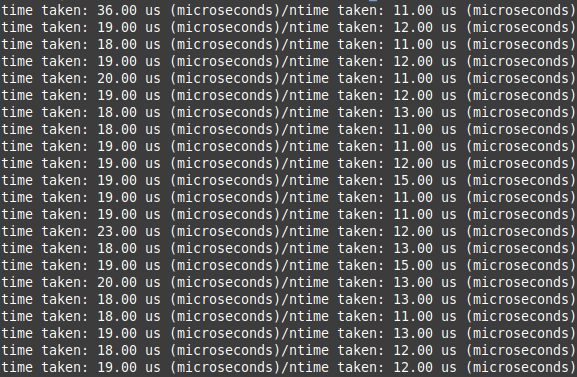 time taken: 36.00 us (microseconds)/ntime taken: 11.00 us (microseconds)
time taken: 19.00 us (microseconds)/ntime taken: 12.00 us (microseconds)
time taken: 18.00 us (microseconds)/ntime taken: 11.00 us (microseconds)
time taken: 19.00 us (microseconds)/ntime taken: 12.00 us (microseconds)
time taken: 20.00 us (microseconds)/ntime taken: 11.00 us (microseconds)
time taken: 19.00 us (microseconds)/ntime taken: 12.00 us (microseconds)
time taken: 18.00 us (microseconds)/ntime taken: 13.00 us (microseconds)
time taken: 18.00 us (microseconds)/ntime taken: 11.00 us (microseconds)
time taken: 19.00 us (microseconds)/ntime taken: 11.00 us (microseconds)
time taken: 19.00 us (microseconds)/ntime taken: 12.00 us (microseconds)
time taken: 19.00 us (microseconds)/ntime taken: 15.00 us (microseconds)
time taken: 19.00 us (microseconds)/ntime taken: 11.00 us (microseconds)
time taken: 19.00 us (microseconds)/ntime taken: 11.00 us (microseconds)
time taken: 23.00 us (microseconds)/ntime taken: 12.00 us (microseconds)
time taken: 18.00 us (microseconds)/ntime taken: 13.00 us (microseconds)
time taken: 19.00 us (microseconds)/ntime taken: 15.00 us (microseconds)
time taken: 20.00 us (microseconds)/ntime taken: 13.00 us (microseconds)
time taken: 18.00 us (microseconds)/ntime taken: 13.00 us (microseconds)
time taken: 18.00 us (microseconds)/ntime taken: 11.00 us (microseconds)
time taken: 19.00 us (microseconds)/ntime taken: 13.00 us (microseconds)
time taken: 18.00 us (microseconds)/ntime taken: 12.00 us (microseconds)
time taken: 19.00 us (microseconds)/ntime taken: 12.00 us (microseconds)